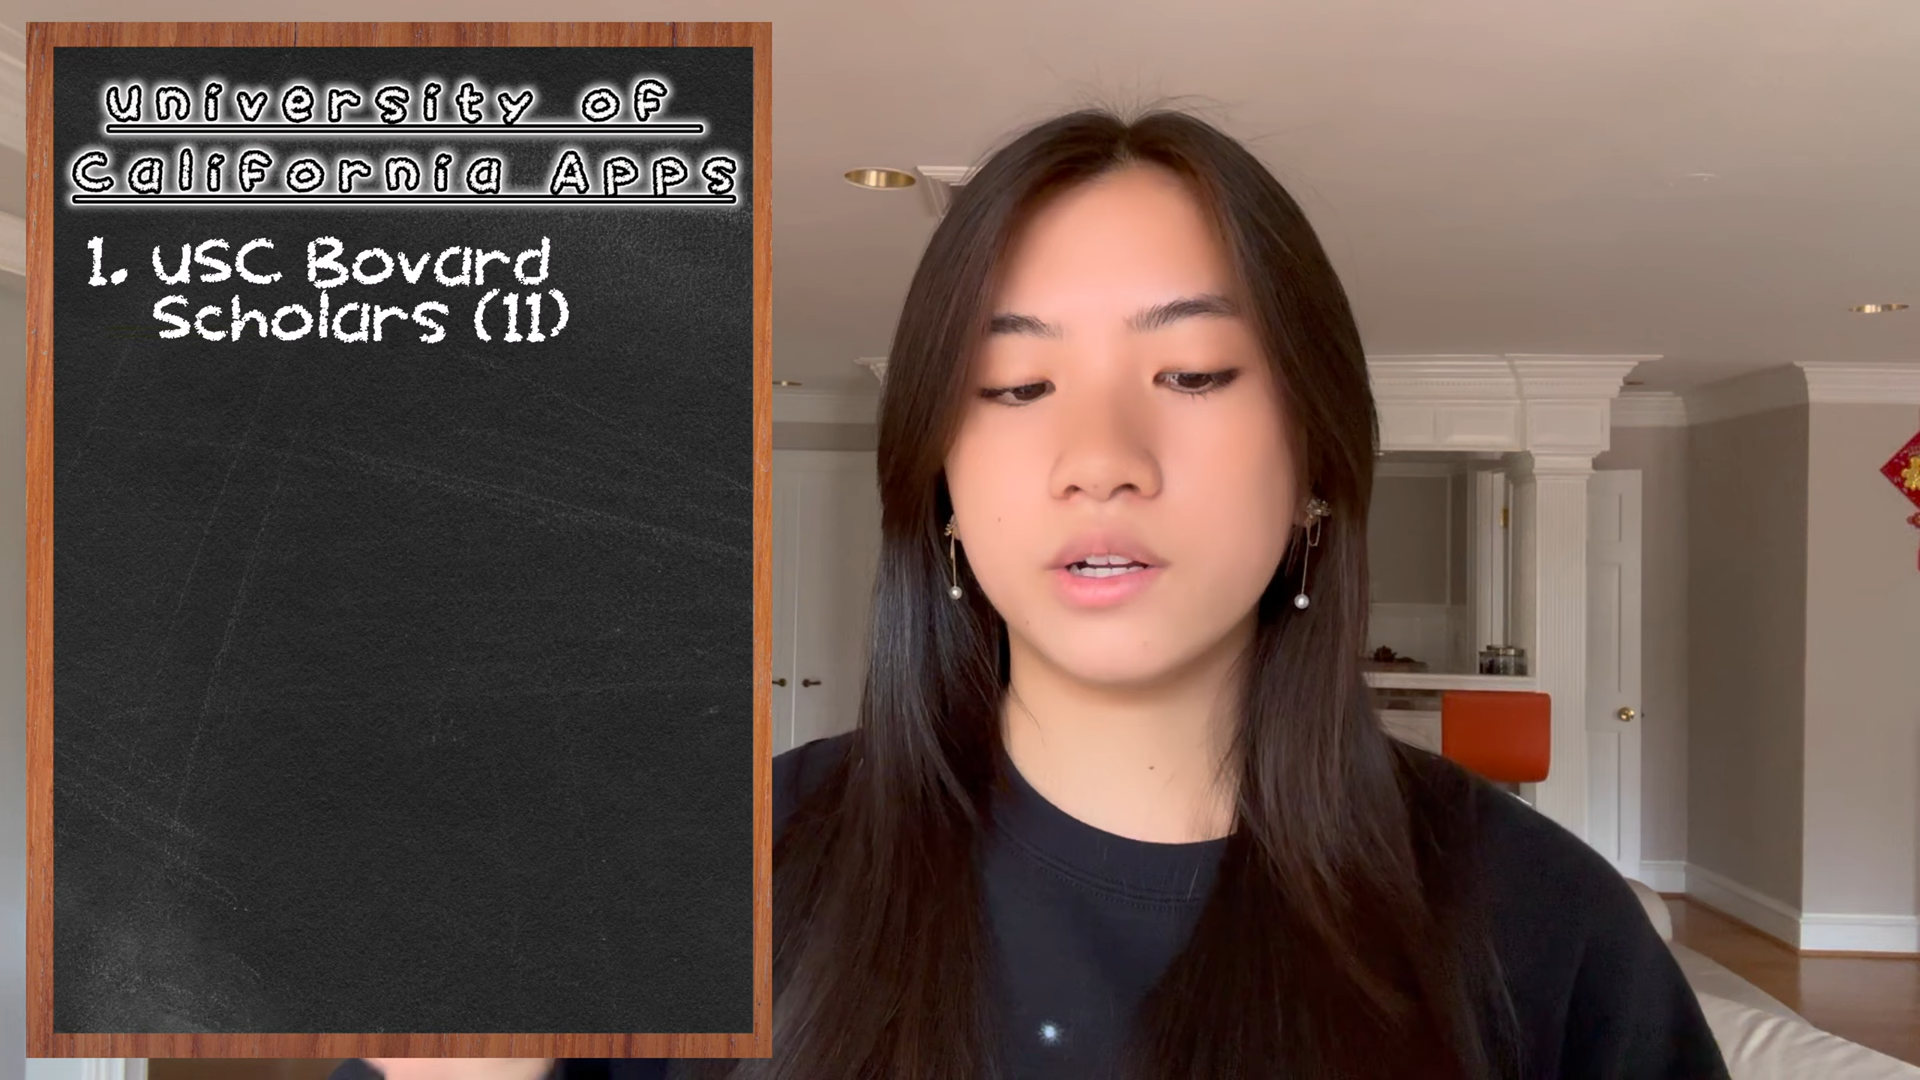 University of
California Apps
1. USC Bovard
Scholars (11)